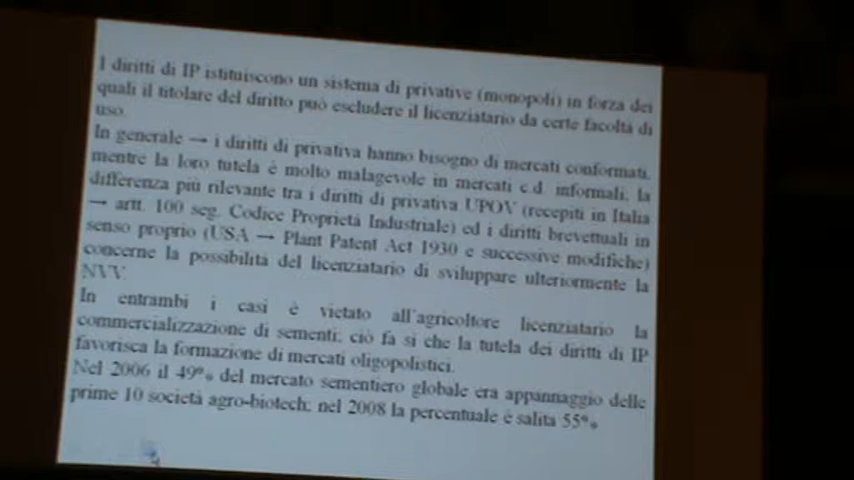 I diritti di IP istituiscono un sistema di privative (monopoli) in forza dei
quali il titolare del diritto può escludere il licenziatario da certe facoltà di
uso.
In generale → i diritti di privativa hanno bisogno di mercati conformati,
mentre la loro tutela è molto malagevole in mercati c.d. informali; la
differenza più rilevante tra i diritti di privativa UPOV (recepiti in Italia
→ artt. 100 seg. Codice Proprietà Industriale) ed i diritti brevettuali in
senso proprio (USA → Plant Patent Act 1930 e successive modifiche)
concerne la possibilità del licenziatario di sviluppare ulteriormente la
NVV.
In entrambi i casi è vietato all'agricoltore licenziatario la
commercializzazione di sementi; ciò fa sì che la tutela dei diritti di IP
favorisca la formazione di mercati oligopolistici.
Nel 2006 il 49% del mercato sementiero globale era appannaggio delle
prime 10 società agro-biotech; nel 2008 la percentuale è salita 55%